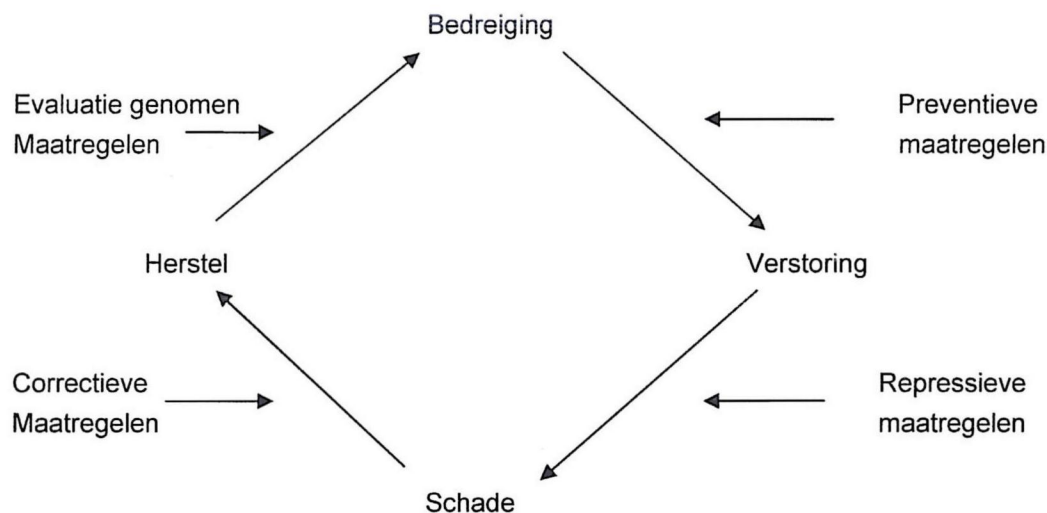 Bedreiging
Evaluatie genomen
Maatregelen
Preventieve
maatregelen
Herstel
Verstoring
Correctieve
Maatregelen
Repressieve
maatregelen
Schade